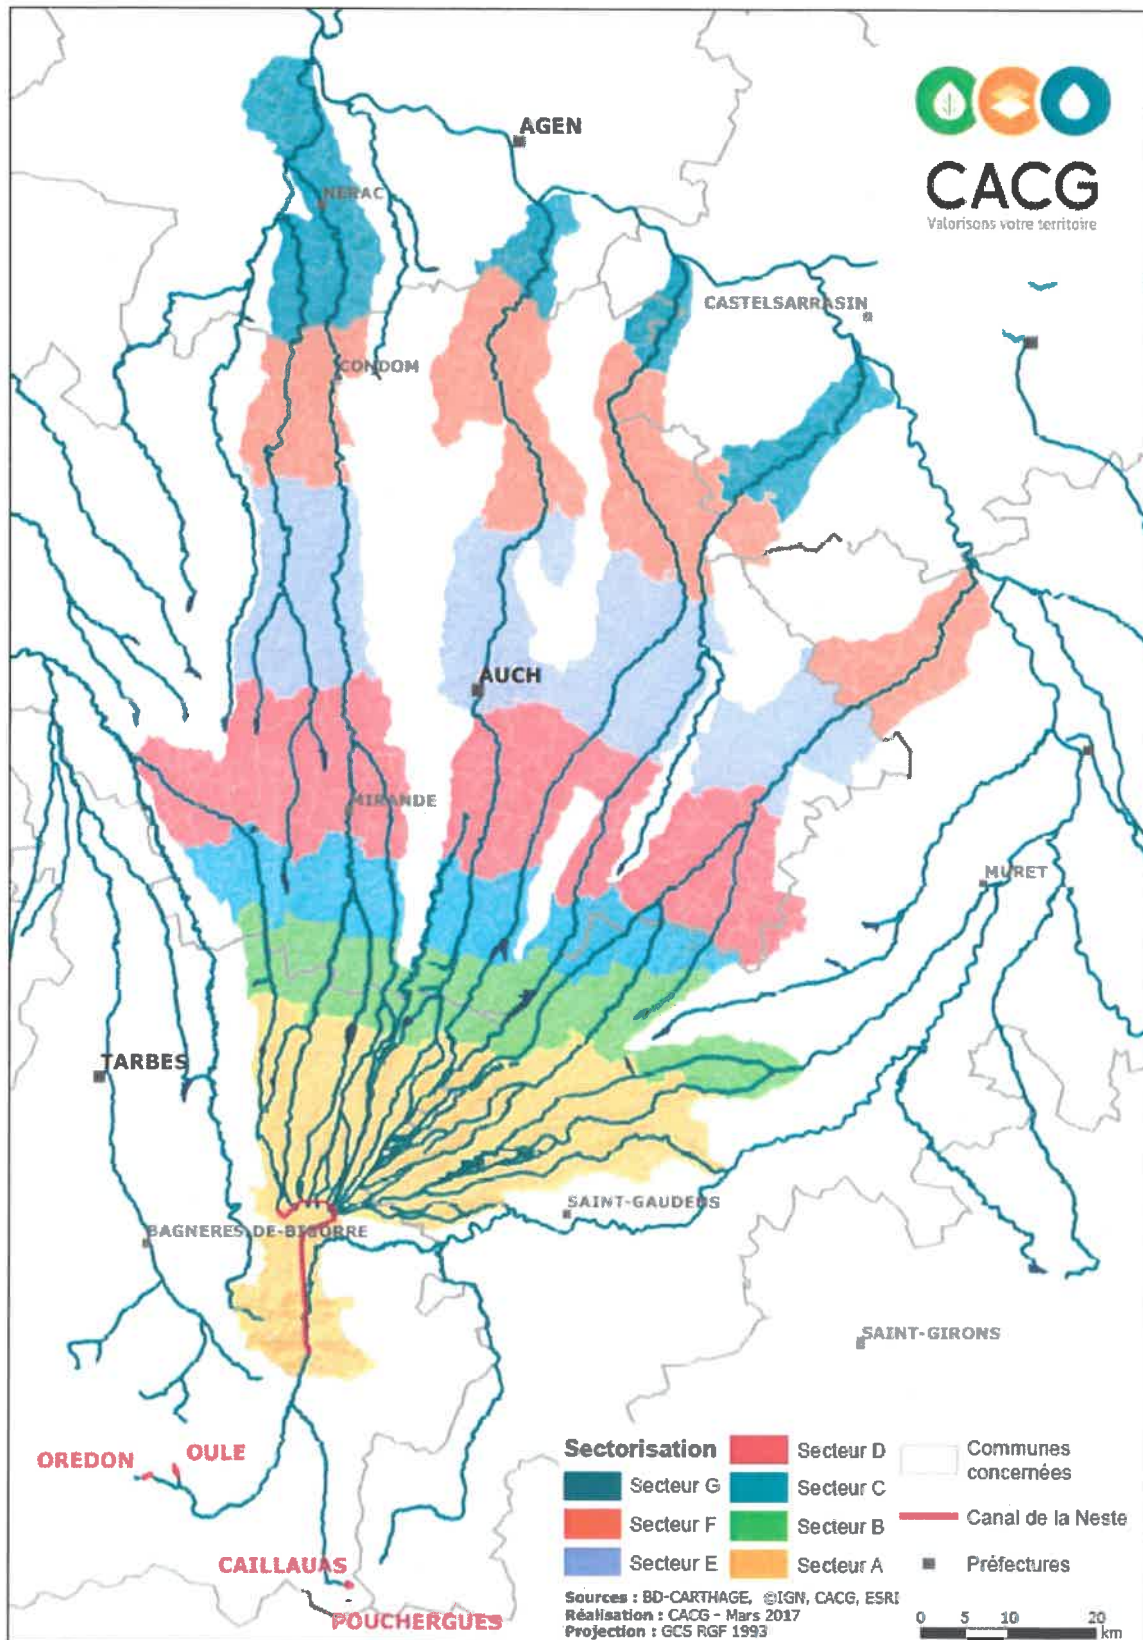 AGEN
CACG
Valorisons votre territoire
NERAC
CASTELSARRASIN
CONDOM
AUCH
MIRANDE
MURET
TARBES
SAINT-GAUDENS
BAGNERES-DE-BIGORRE
SAINT-GIRONS
OREDON
OULE
CAILLAUAS
POUCHERGUES
Sectorisation
Secteur G
Secteur F
Secteur E
Secteur D
Secteur C
Secteur B
Secteur A
Communes
concernées
Canal de la Neste
Préfectures
Sources : BD-CARTHAGE, ©IGN, CACG, ESRI
Réalisation : CACG - Mars 2017
Projection : GCS RGF 1993
0 5 10 20
km